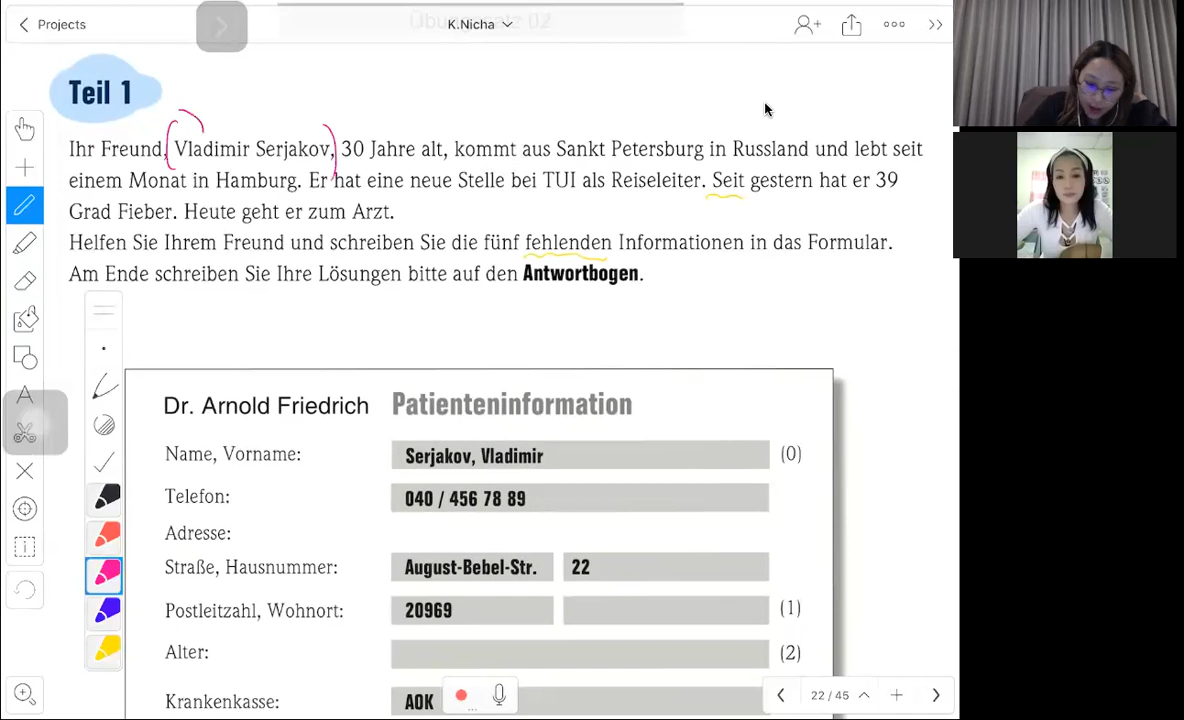 Übungssatz 02
Projects
K.Nicha
Teil 1
Ihr Freund, Vladimir Serjakov, 30 Jahre alt, kommt aus Sankt Petersburg in Russland und lebt seit
einem Monat in Hamburg. Er hat eine neue Stelle bei TUI als Reiseleiter. Seit gestern hat er 39
Grad Fieber. Heute geht er zum Arzt.
Helfen Sie Ihrem Freund und schreiben Sie die fünf fehlenden Informationen in das Formular.
Am Ende schreiben Sie Ihre Lösungen bitte auf den Antwortbogen.
Dr. Arnold Friedrich Patienteninformation
Name, Vorname: Serjakov, Vladimir (0)
Telefon: 040 / 456 78 89
Adresse:
Straße, Hausnummer: August-Bebel-Str. 22
Postleitzahl, Wohnort: 20969 (1)
Alter: (2)
Krankenkasse: AOK
22 / 45